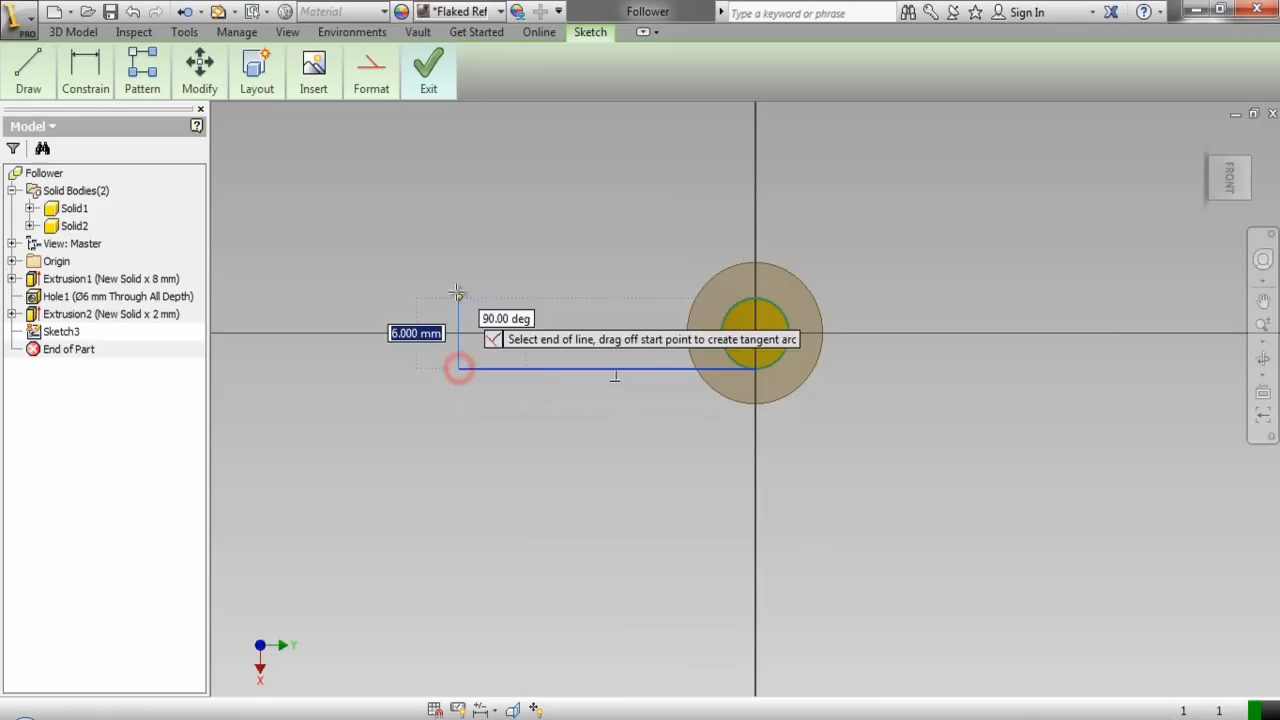 Material
*Flaked Ref
Follower
Type a keyword or phrase
Sign In
PRO
3D Model
Inspect
Tools
Manage
View
Environments
Vault
Get Started
Online
Sketch
Draw
Constrain
Pattern
Modify
Layout
Insert
Format
Exit
Model
Follower
Solid Bodies(2)
Solid1
Solid2
View: Master
Origin
Extrusion1 (New Solid x 8 mm)
Hole1 (Ø6 mm Through All Depth)
Extrusion2 (New Solid x 2 mm)
Sketch3
End of Part
FRONT
90.00 deg
6.000 mm
Select end of line, drag off start point to create tangent arc
Y
X
1 1